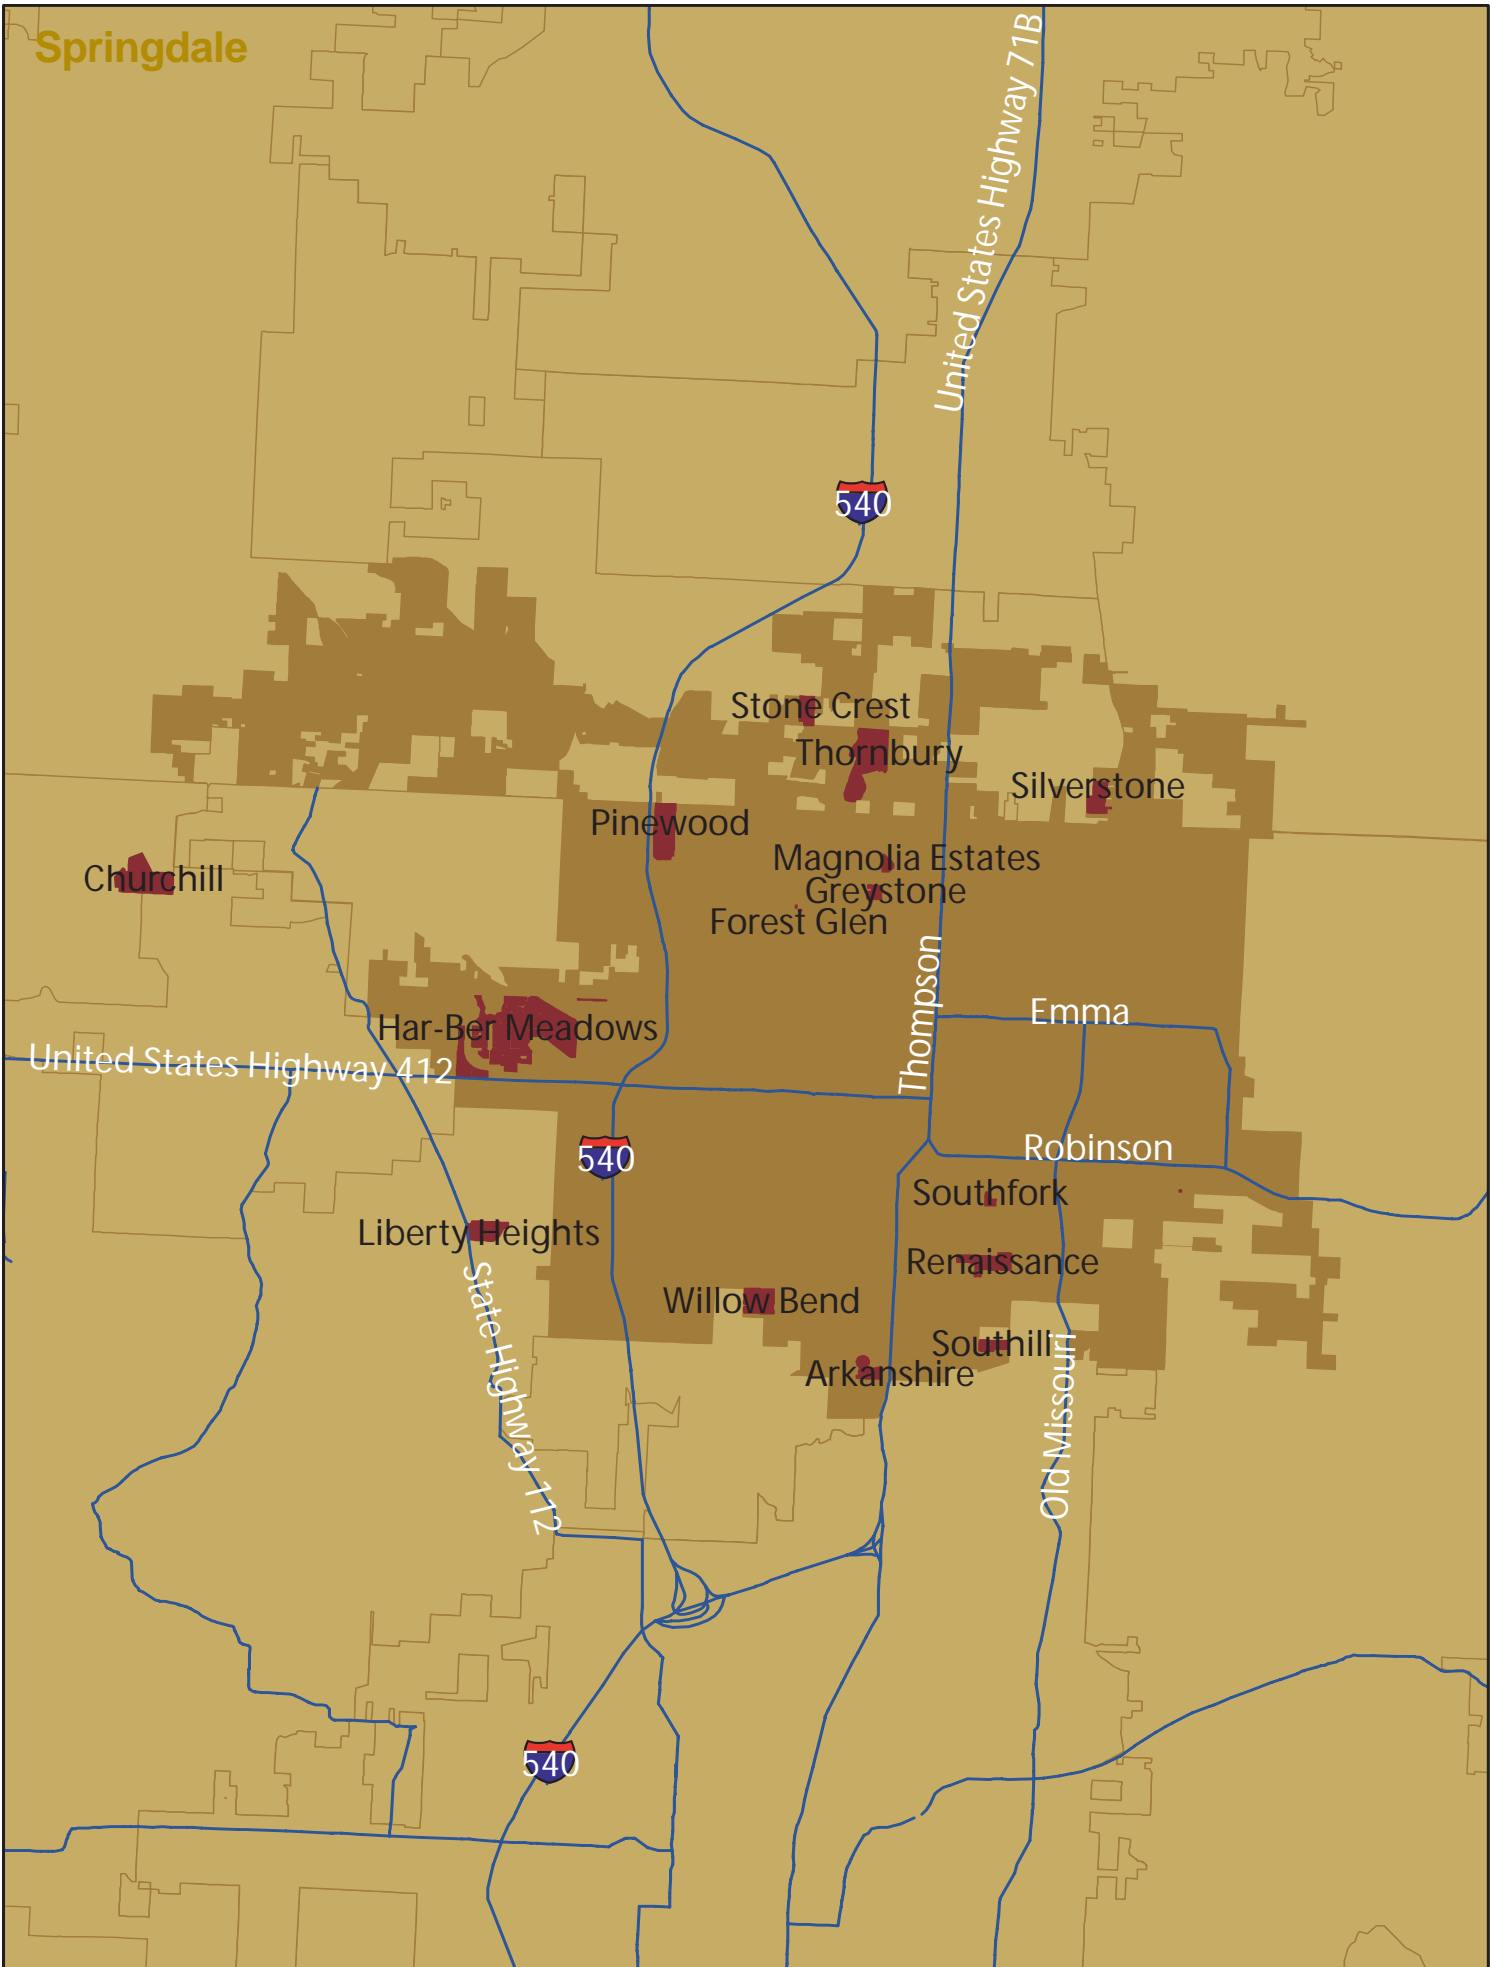 Springdale
United States Highway 71B
540
Stone Crest
Thornbury
Silverstone
Pinewood
Magnolia Estates
Churchill
Greystone
Forest Glen
Thompson
Emma
Har-Ber Meadows
United States Highway 412
Robinson
540
Southfork
Liberty Heights
Renaissance
State Highway 112
Willow Bend
Southill
Arkanshire
Old Missouri
540